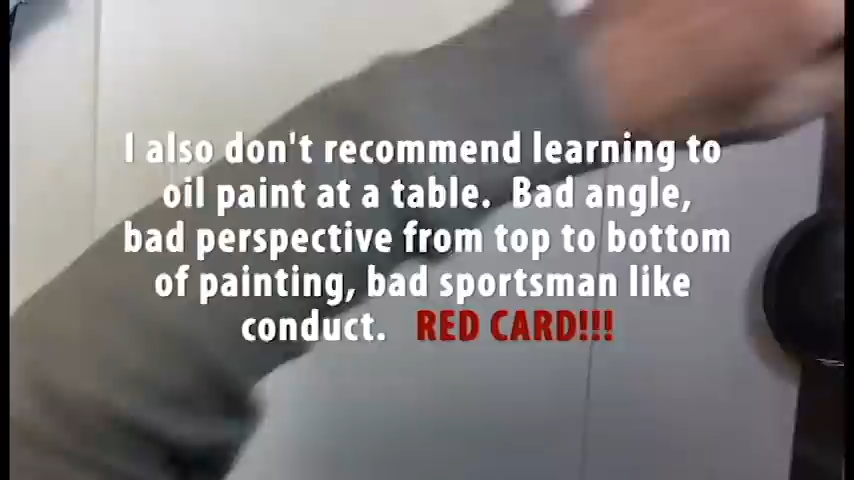 I also don't recommend learning to
oil paint at a table.  Bad angle,
bad perspective from top to bottom
of painting, bad sportsman like
conduct.   RED CARD!!!